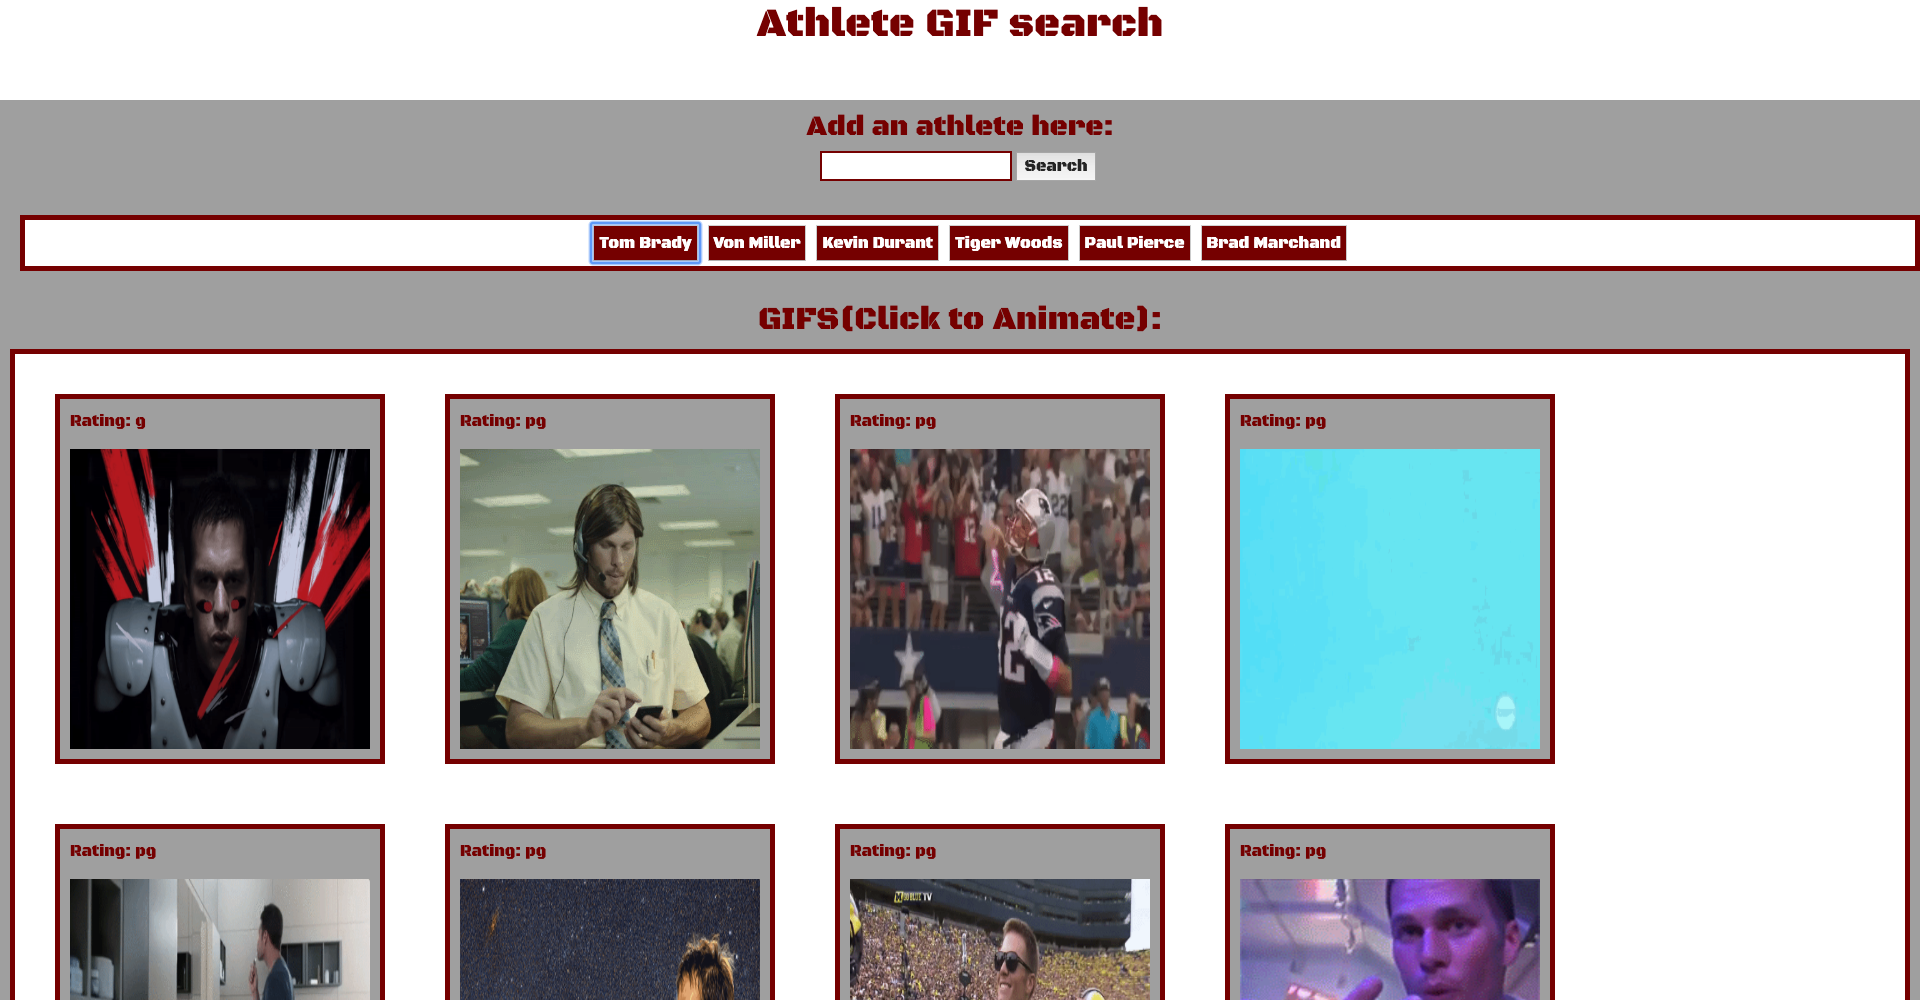 Athlete GIF search
Add an athlete here:
Search
Tom Brady Von Miller Kevin Durant Tiger Woods Paul Pierce Brad Marchand
GIFS(Click to Animate):
Rating: g Rating: pg Rating: pg Rating: pg
12
12
Rating: pg Rating: pg Rating: pg Rating: pg